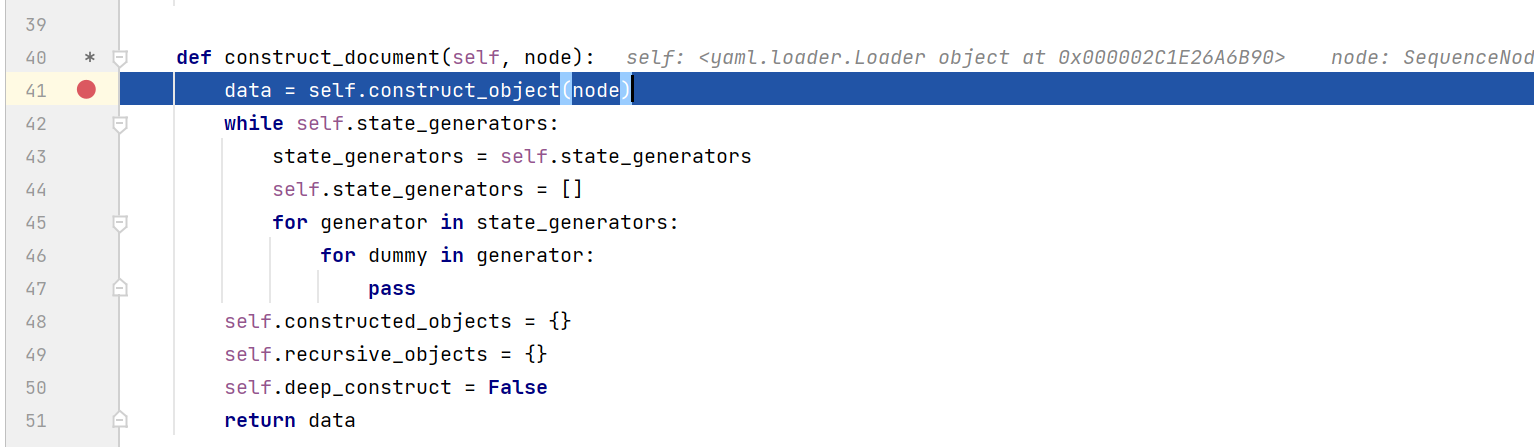 39
40 * def construct_document(self, node): self: <yaml.loader.Loader object at 0x000002C1E26A6B90> node: SequenceNod
41 data = self.construct_object(node)
42 while self.state_generators:
43 state_generators = self.state_generators
44 self.state_generators = []
45 for generator in state_generators:
46 for dummy in generator:
47 pass
48 self.constructed_objects = {}
49 self.recursive_objects = {}
50 self.deep_construct = False
51 return data